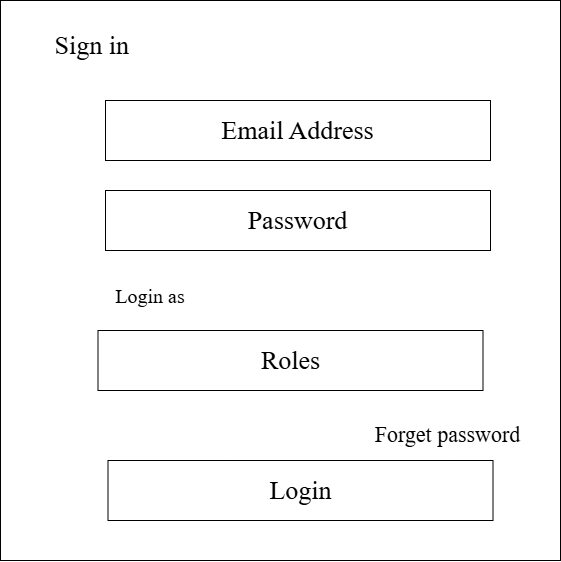 Sign in
Email Address
Password
Login as
Roles
Forget password
Login